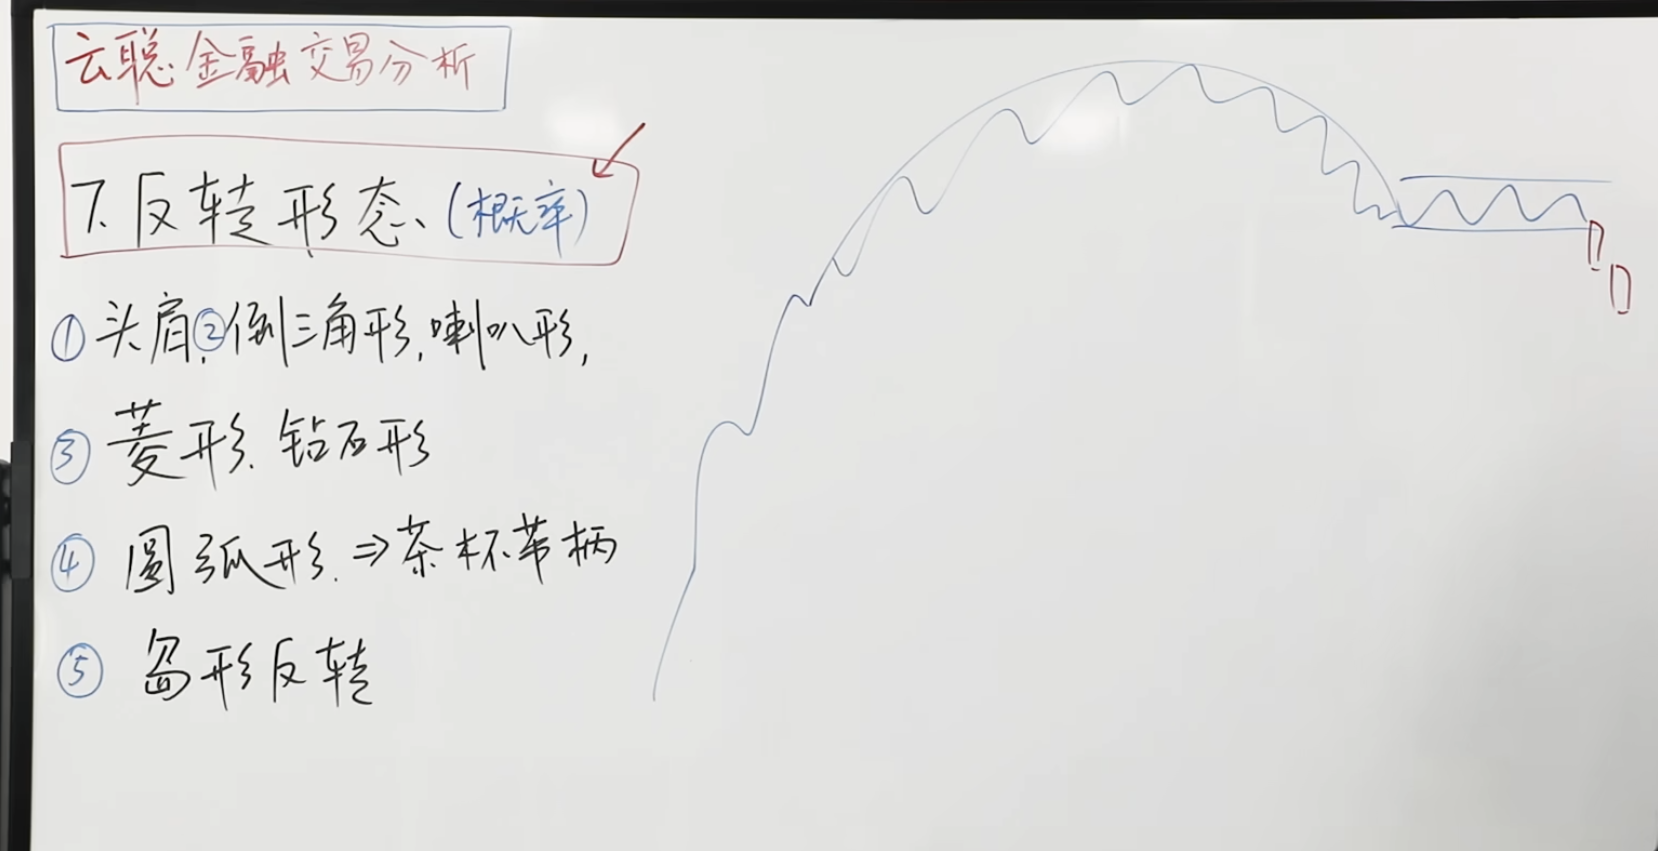 云聪金融交易分析
7.反转形态、(概率)
①头肩,②倒三角形,喇叭形,
③菱形.钻石形
④圆弧形.⇒茶杯带柄
⑤岛形反转